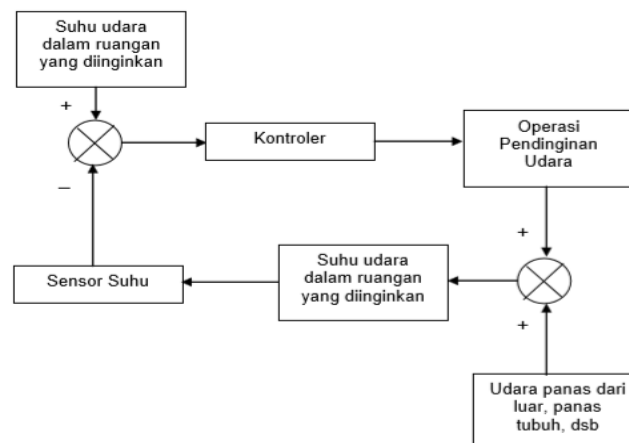 Suhu udara
dalam ruangan
yang diinginkan
+
Kontroler
Operasi
Pendinginan
Udara
–
+
Sensor Suhu
Suhu udara
dalam ruangan
yang diinginkan
+
Udara panas dari
luar, panas
tubuh, dsb